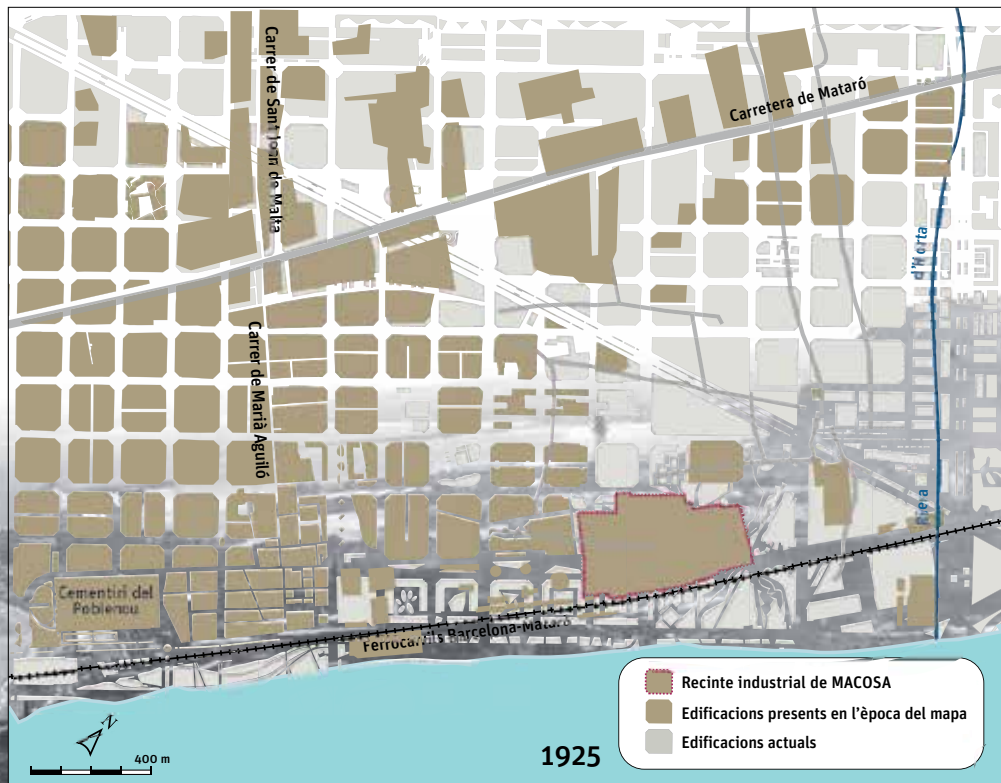 Carrer de Sant Joan de Malta
Carretera de Mataró
d'Horta
Carrer de Marià Aguiló
Riera
Cementiri del
Poblenou
Ferrocarrils Barcelona-Mataró
N
400 m
1925
Recinte industrial de MACOSA
Edificacions presents en l'època del mapa
Edificacions actuals